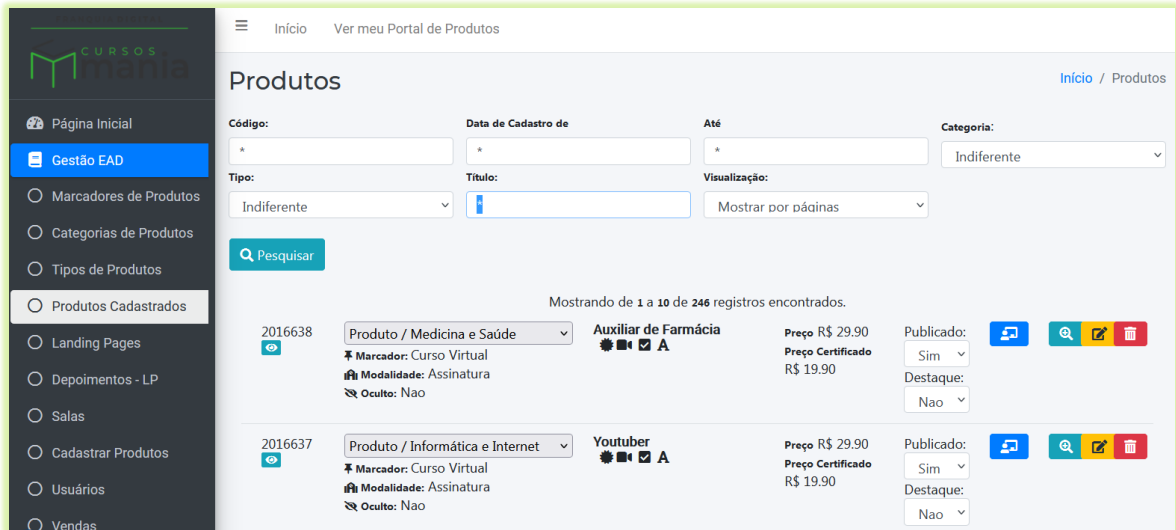 CURSOS
mania
Página Inicial
Gestão EAD
Marcadores de Produtos
Categorias de Produtos
Tipos de Produtos
Produtos Cadastrados
Landing Pages
Depoimentos - LP
Salas
Cadastrar Produtos
Usuários
Vendas
Início Ver meu Portal de Produtos
Produtos
Início / Produtos
Código: Data de Cadastro de Até Categoria:
* * * Indiferente
Tipo: Título: Visualização:
Indiferente * Mostrar por páginas
Pesquisar
Mostrando de 1 a 10 de 246 registros encontrados.
2016638
Produto / Medicina e Saúde
Marcador: Curso Virtual
Modalidade: Assinatura
Oculto: Nao
Auxiliar de Farmácia
A
Preço R$ 29.90
Preço Certificado
R$ 19.90
Publicado:
Sim
Destaque:
Nao
2016637
Produto / Informática e Internet
Marcador: Curso Virtual
Modalidade: Assinatura
Oculto: Nao
Youtuber
A
Preço R$ 29.90
Preço Certificado
R$ 19.90
Publicado:
Sim
Destaque:
Nao